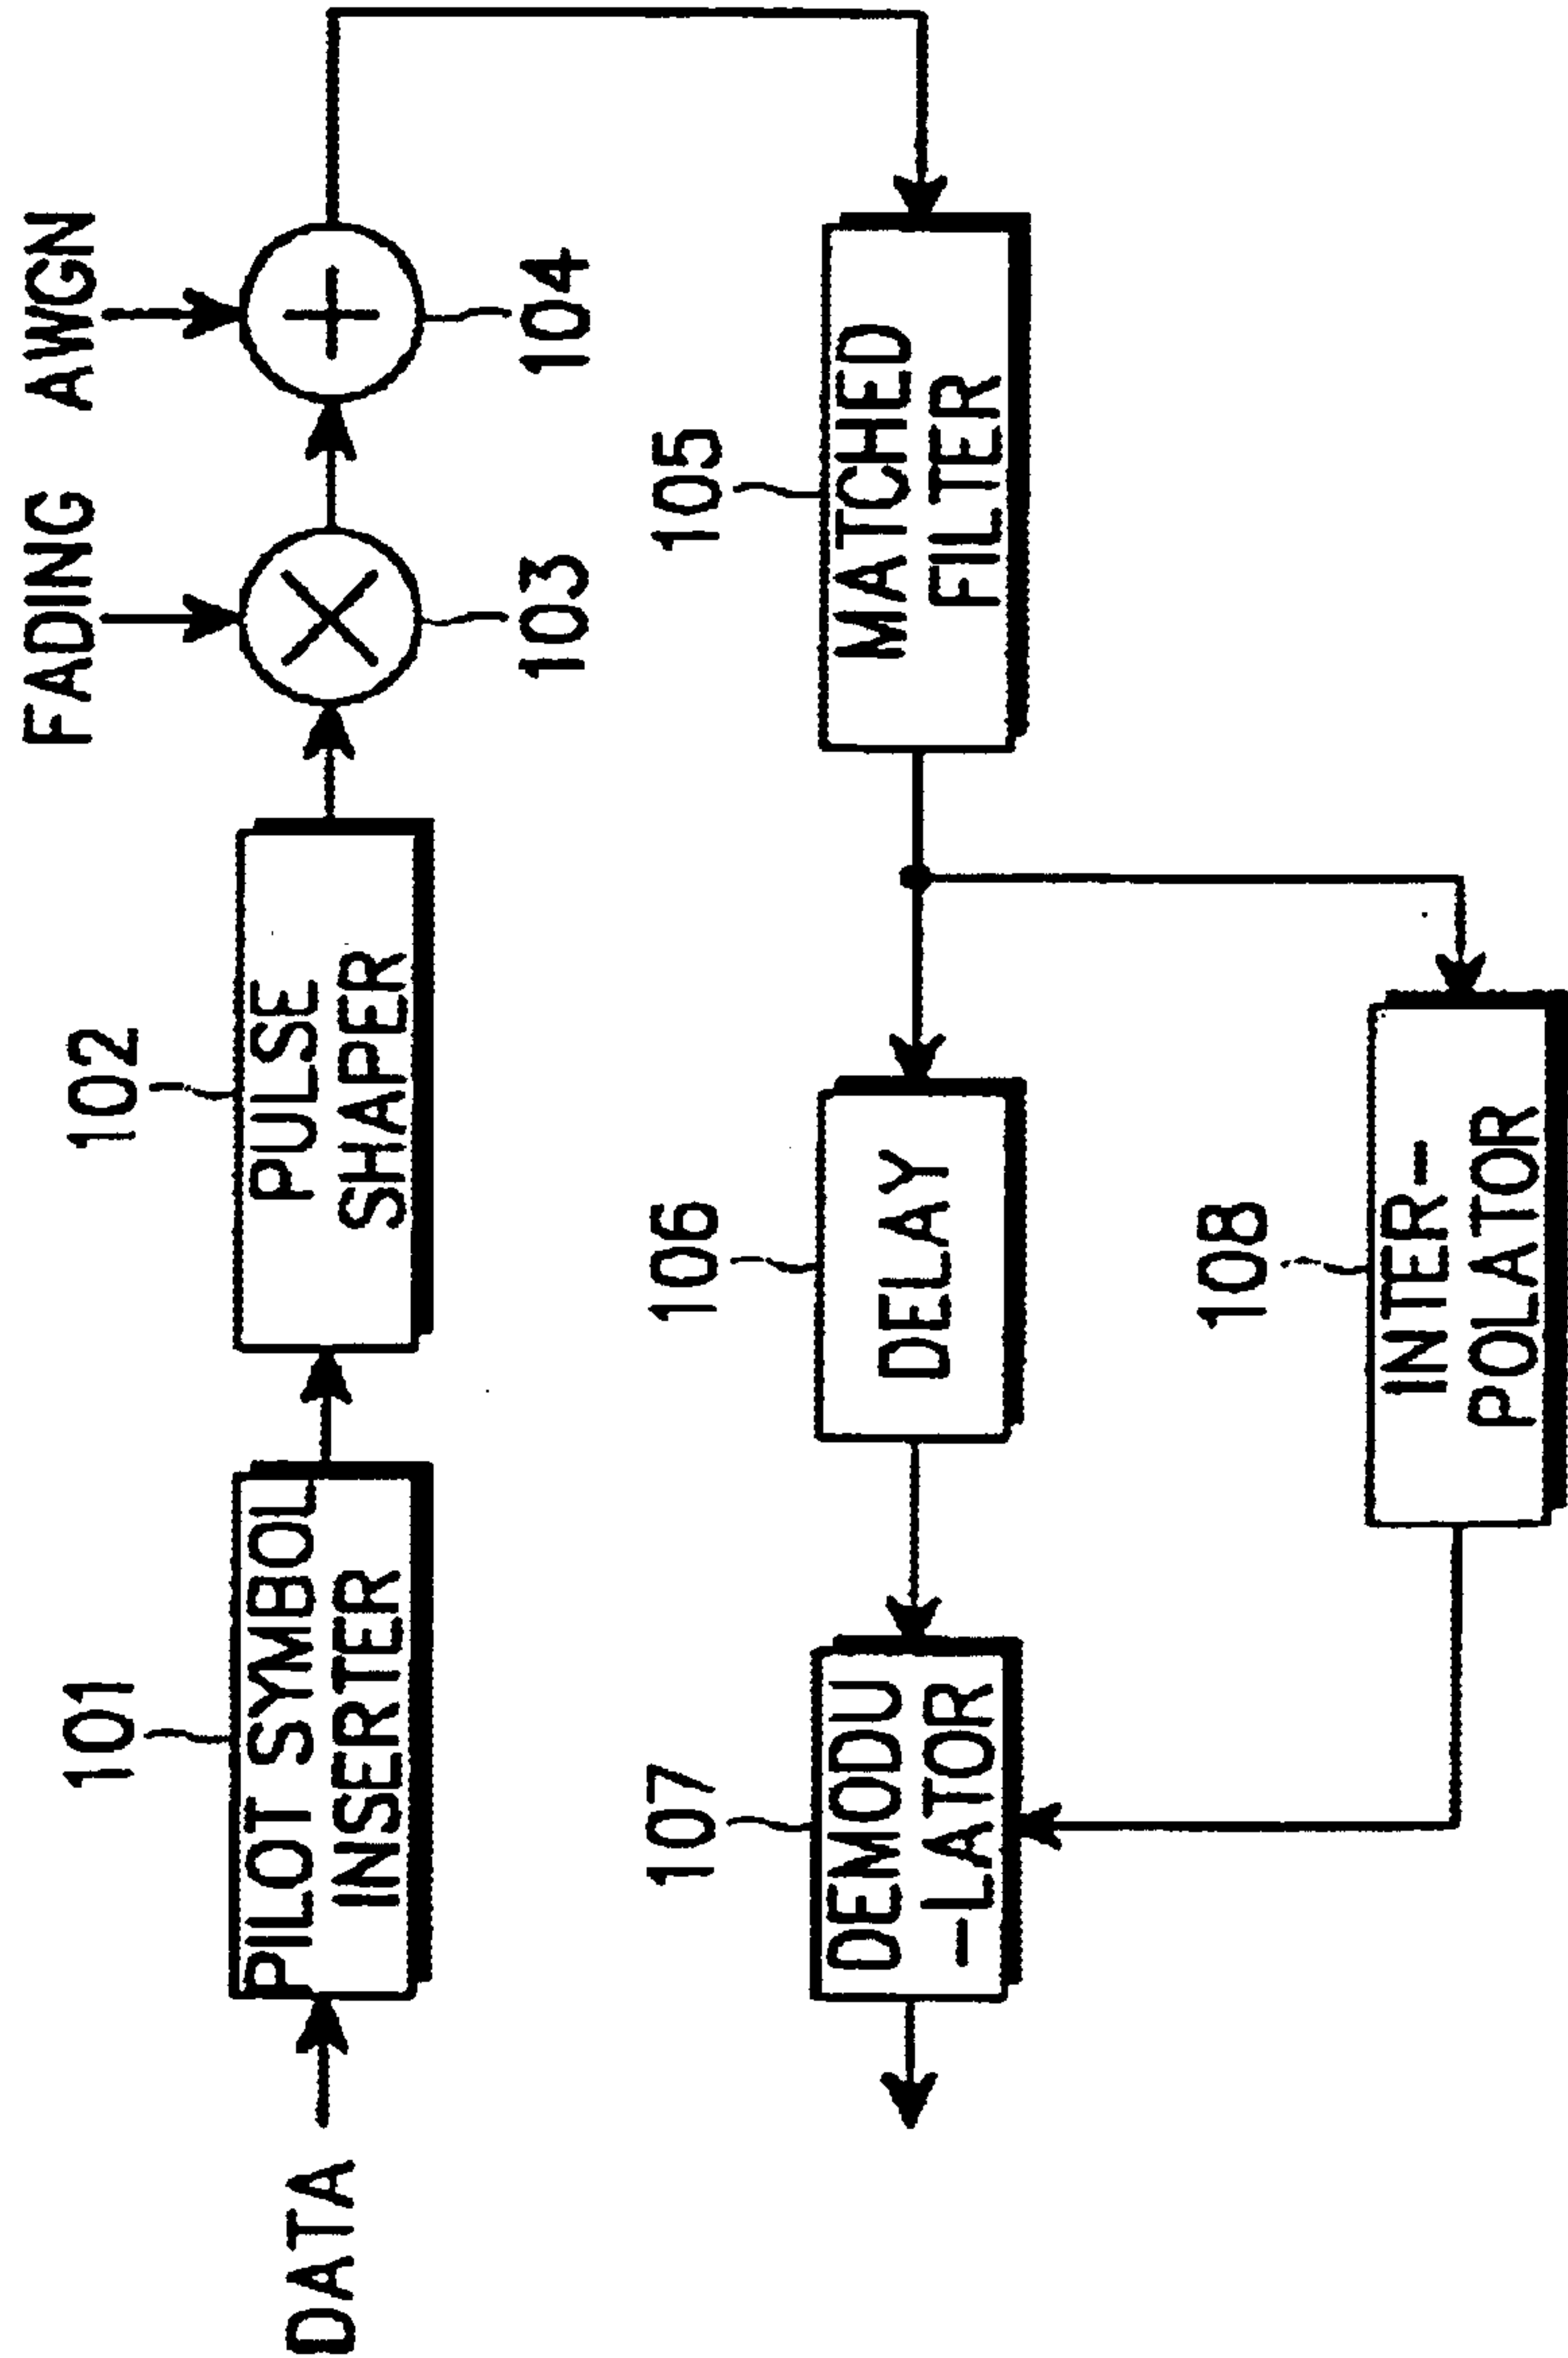 FADING
AWGN
101
102
DATA
PILOT SYMBOL
INSERTER
PULSE
SHAPER
103
104
107
106
105
DEMODU
-LATOR
DELAY
MATCHED
FILTER
108
INTER-
POLATOR